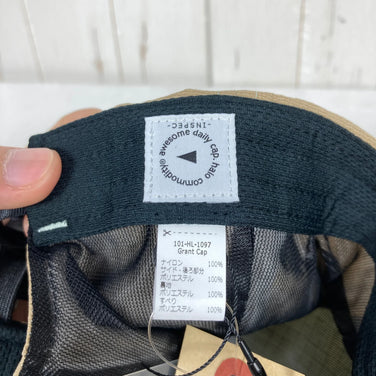 -INSPEC-
awesome daily cap. halo commodity@
101-HL-1097
Grant Cap
ナイロン 100%
サイド・後ろ部分
ポリエステル 100%
裏地
ポリエステル 100%
すべり
ポリエステル 100%